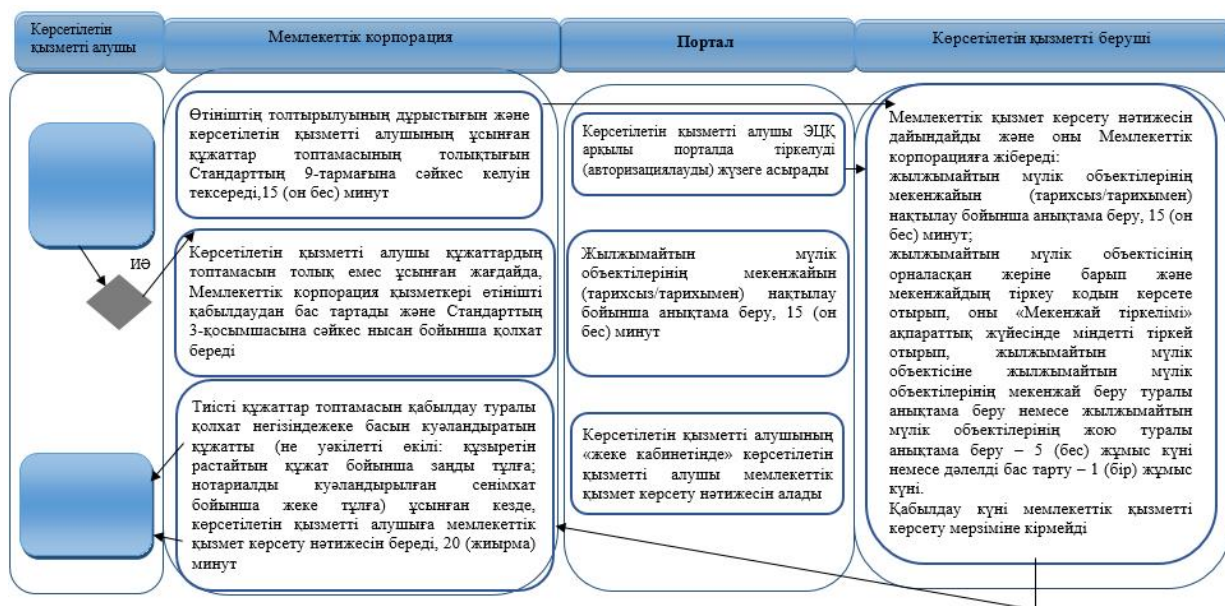 Көрсетілетін
қызметті алушы
Мемлекеттік корпорация
Портал
Көрсетілетін қызметті беруші
ИӘ
Өтініштің толтырылуының дұрыстығын және
көрсетілетін қызметті алушының ұсынған
құжаттар топтамасының толықтығын
Стандарттың 9-тармағына сәйкес келуін
тексереді,15 (он бес) минут
Көрсетілетін қызметті алушы құжаттардың
топтамасын толық емес ұсынған жағдайда,
Мемлекеттік корпорация қызметкері өтінішті
қабылдаудан бас тартады және Стандарттың
3-қосымшасына сәйкес нысан бойынша қолхат
береді
Тиісті құжаттар топтамасын қабылдау туралы
қолхат негізіндежеке басын куәландыратын
құжатты (не уәкілетті өкілі: құзыретін
растайтын құжат бойынша заңды тұлға;
нотариалды куәландырылған сенімхат
бойынша жеке тұлға) ұсынған кезде,
көрсетілетін қызметті алушыға мемлекеттік
қызмет көрсету нәтижесін береді, 20 (жиырма)
минут
Көрсетілетін қызметті алушы ЭЦҚ
арқылы порталда тіркелуді
(авторизациялауды) жүзеге асырады
Жылжымайтын мүлік
объектілерінің мекенжайын
(тарихсыз/тарихымен) нақтылау
бойынша анықтама беру, 15 (он
бес) минут
Көрсетілетін қызметті алушының
«жеке кабинетінде» көрсетілетін
қызметті алушы мемлекеттік
қызмет көрсету нәтижесін алады
Мемлекеттік қызмет көрсету нәтижесін
дайындайды және оны Мемлекеттік
корпорацияға жібереді:
жылжымайтын мүлік объектілерінің
мекенжайын (тарихсыз/тарихымен)
нақтылау бойынша анықтама беру, 15 (он
бес) минут;
жылжымайтын мүлік объектісінің
орналасқан жеріне барып және
мекенжайдың тіркеу кодын көрсете
отырып, оны «Мекенжай тіркелімі»
ақпараттық жүйесінде міндетті тіркей
отырып, жылжымайтын мүлік
объектісіне жылжымайтын мүлік
объектілерінің мекенжай беру туралы
анықтама беру немесе жылжымайтын
мүлік объектілерінің жою туралы
анықтама беру – 5 (бес) жұмыс күні
немесе дәлелді бас тарту – 1 (бір) жұмыс
күні.
Қабылдау күні мемлекеттік қызметті
көрсету мерзіміне кірмейді